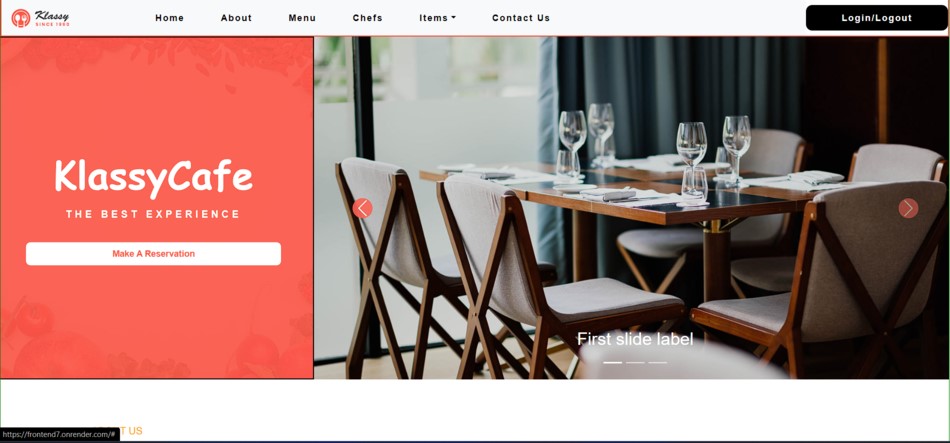 Klassy
SINCE 1990
Home About Menu Chefs Items Contact Us
Login/Logout
KlassyCafe
THE BEST EXPERIENCE
Make A Reservation
First slide label
T US
https://frontend7.onrender.com/#